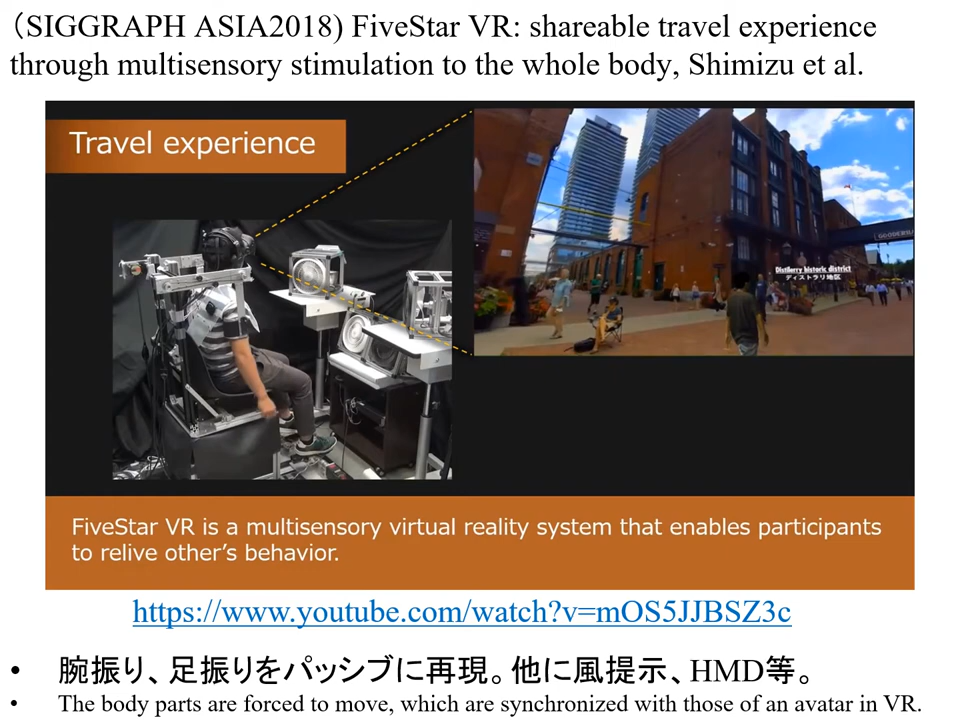 （SIGGRAPH ASIA2018) FiveStar VR: shareable travel experience
through multisensory stimulation to the whole body, Shimizu et al.
Travel experience
Distillerry historic district
ディストラリ地区
FiveStar VR is a multisensory virtual reality system that enables participants
to relive other's behavior.
https://www.youtube.com/watch?v=mOS5JJBSZ3c
• 腕振り、足振りをパッシブに再現。他に風提示、HMD等。
• The body parts are forced to move, which are synchronized with those of an avatar in VR.